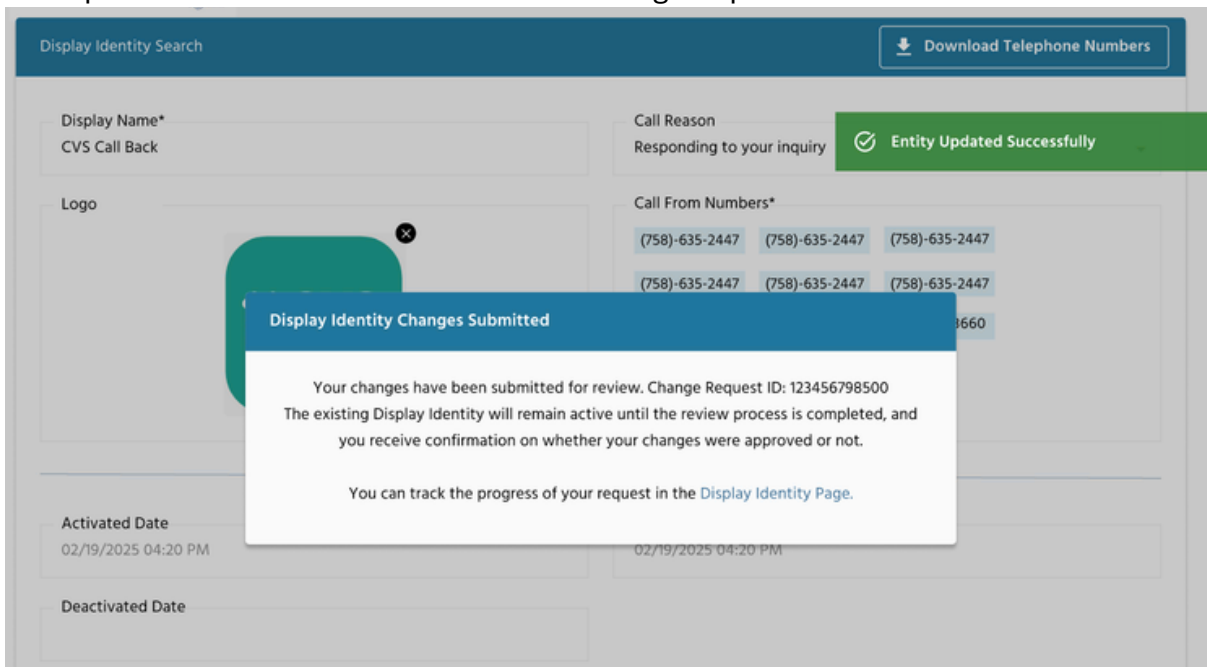 Display Identity Search
Download Telephone Numbers
Display Name*
CVS Call Back
Call Reason
Responding to your inquiry
Entity Updated Successfully
Logo
Call From Numbers*
(758)-635-2447 (758)-635-2447 (758)-635-2447
(758)-635-2447 (758)-635-2447 (758)-635-2447
3660
Display Identity Changes Submitted
Your changes have been submitted for review. Change Request ID: 123456798500
The existing Display Identity will remain active until the review process is completed, and
you receive confirmation on whether your changes were approved or not.
You can track the progress of your request in the Display Identity Page.
Activated Date
02/19/2025 04:20 PM
02/19/2025 04:20 PM
Deactivated Date